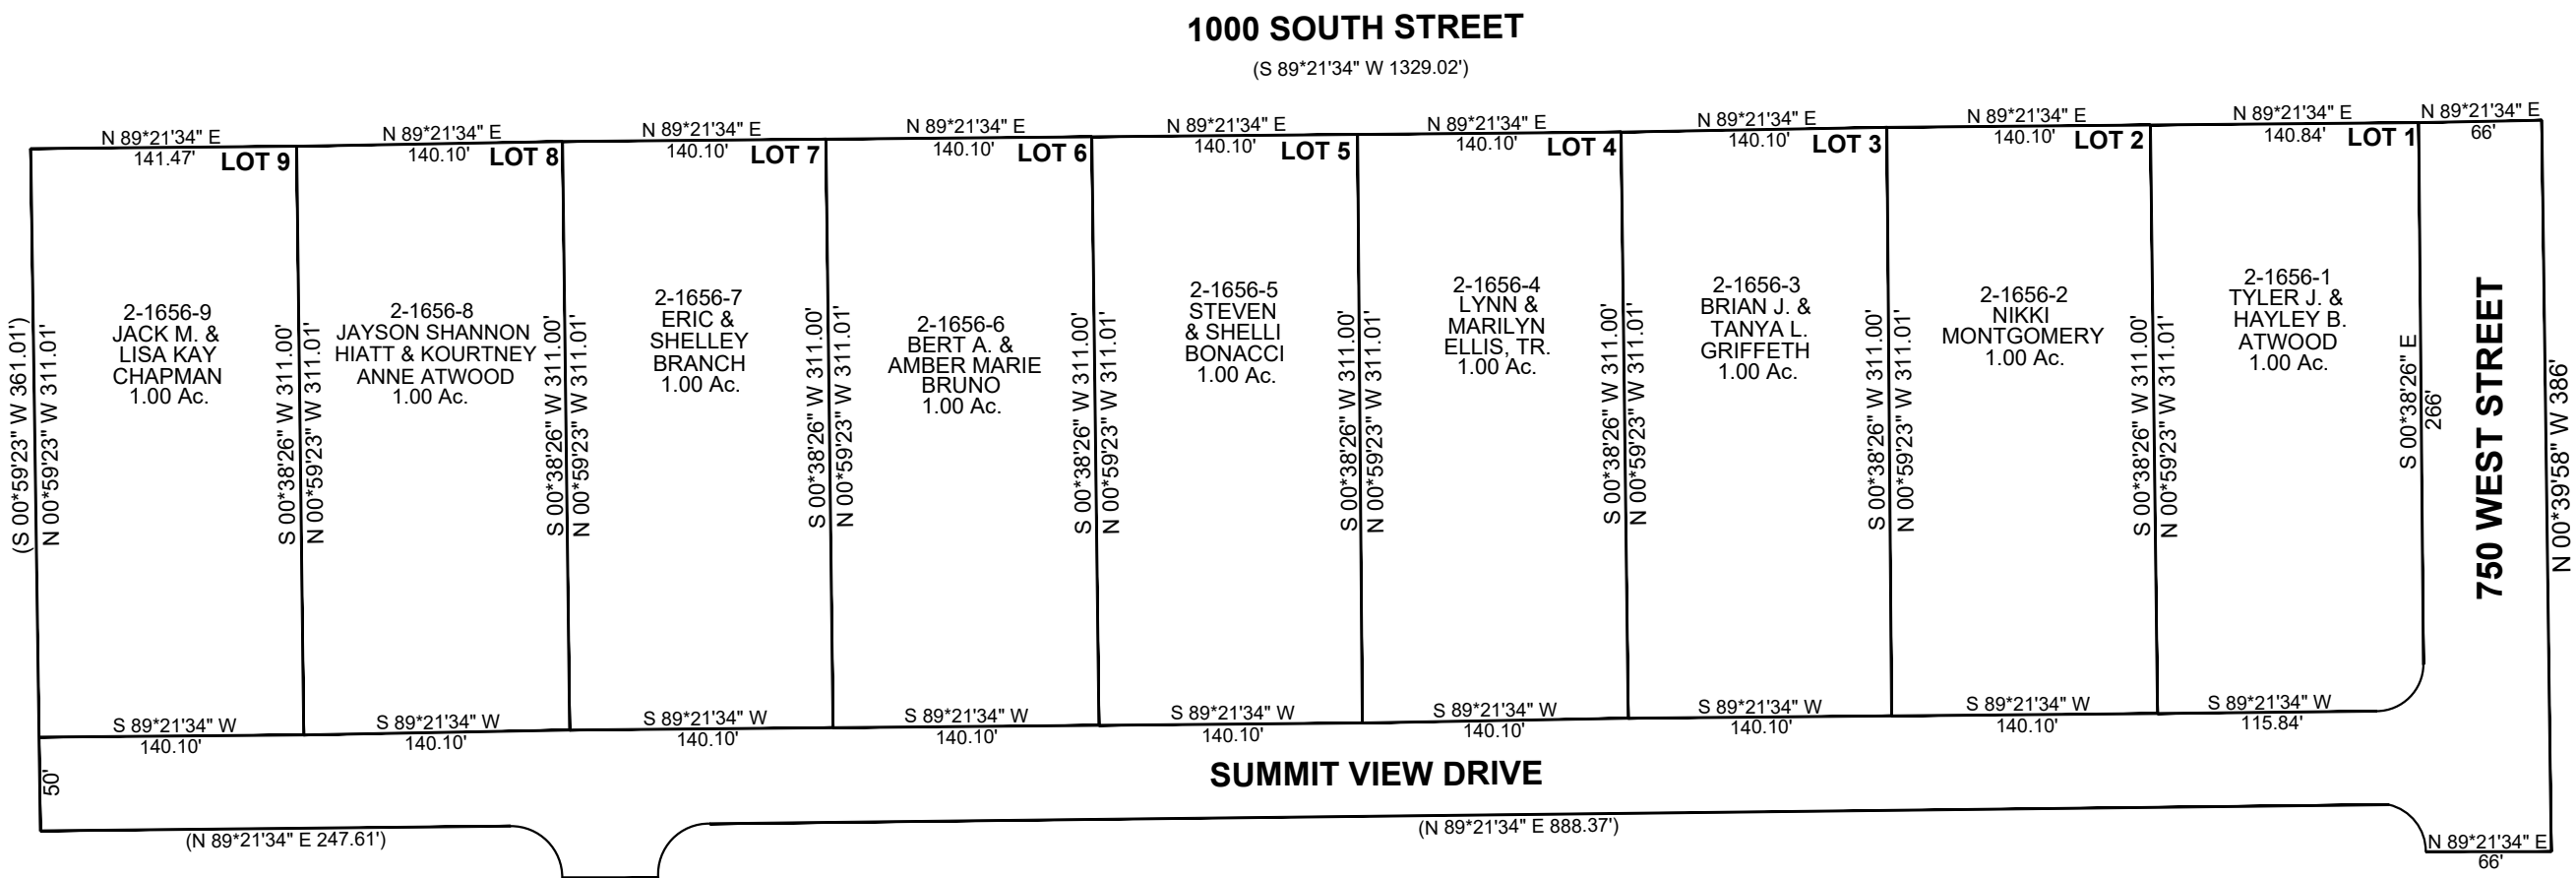 1000 SOUTH STREET
(S 89*21'34" W 1329.02')
N 89*21'34" E
141.47'
LOT 9
N 89*21'34" E
140.10'
LOT 8
N 89*21'34" E
140.10'
LOT 7
N 89*21'34" E
140.10'
LOT 6
N 89*21'34" E
140.10'
LOT 5
N 89*21'34" E
140.10'
LOT 4
N 89*21'34" E
140.10'
LOT 3
N 89*21'34" E
140.10'
LOT 2
N 89*21'34" E
140.84'
LOT 1
N 89*21'34" E
66'
(S 00*59'23" W 361.01')
N 00*59'23" W 311.01'
2-1656-9
JACK M. &
LISA KAY
CHAPMAN
1.00 Ac.
S 00*38'26" W 311.00'
N 00*59'23" W 311.01'
2-1656-8
JAYSON SHANNON
HIATT & KOURTNEY
ANNE ATWOOD
1.00 Ac.
S 00*38'26" W 311.00'
N 00*59'23" W 311.01'
2-1656-7
ERIC &
SHELLEY
BRANCH
1.00 Ac.
S 00*38'26" W 311.00'
N 00*59'23" W 311.01'
2-1656-6
BERT A. &
AMBER MARIE
BRUNO
1.00 Ac.
S 00*38'26" W 311.00'
N 00*59'23" W 311.01'
2-1656-5
STEVEN
& SHELLI
BONACCI
1.00 Ac.
S 00*38'26" W 311.00'
N 00*59'23" W 311.01'
2-1656-4
LYNN &
MARILYN
ELLIS, TR.
1.00 Ac.
S 00*38'26" W 311.00'
N 00*59'23" W 311.01'
2-1656-3
BRIAN J. &
TANYA L.
GRIFFETH
1.00 Ac.
S 00*38'26" W 311.00'
N 00*59'23" W 311.01'
2-1656-2
NIKKI
MONTGOMERY
1.00 Ac.
S 00*38'26" W 311.00'
N 00*59'23" W 311.01'
2-1656-1
TYLER J. &
HAYLEY B.
ATWOOD
1.00 Ac.
S 00*38'26" E
266'
750 WEST STREET
N 00*39'58" W 386'
S 89*21'34" W
140.10'
S 89*21'34" W
140.10'
S 89*21'34" W
140.10'
S 89*21'34" W
140.10'
S 89*21'34" W
140.10'
S 89*21'34" W
140.10'
S 89*21'34" W
140.10'
S 89*21'34" W
140.10'
S 89*21'34" W
115.84'
50'
SUMMIT VIEW DRIVE
(N 89*21'34" E 247.61')
(N 89*21'34" E 888.37')
N 89*21'34" E
66'